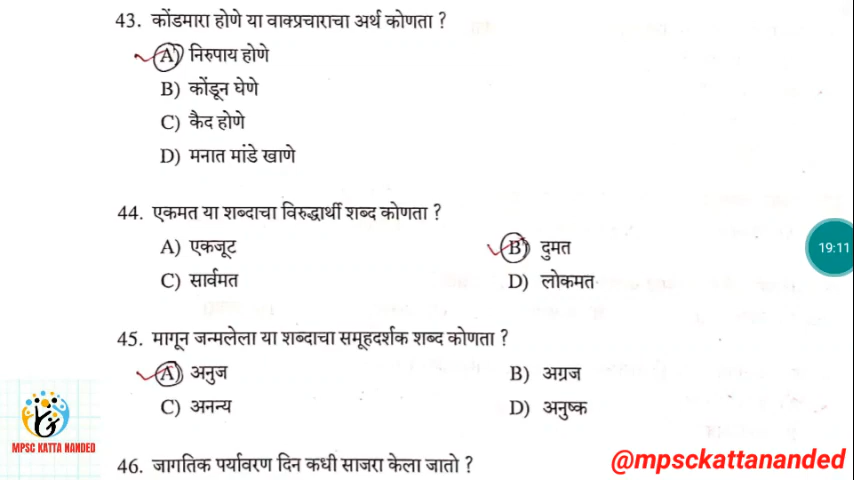 43. कोंडमारा होणे या वाक्प्रचाराचा अर्थ कोणता ?
A) निरुपाय होणे
B) कोंडून घेणे
C) कैद होणे
D) मनात मांडे खाणे
44. एकमत या शब्दाचा विरुद्धार्थी शब्द कोणता ?
A) एकजूट B) दुमत
C) सार्वमत D) लोकमत
19:11
45. मागून जन्मलेला या शब्दाचा समूहदर्शक शब्द कोणता ?
A) अनुज B) अग्रज
C) अनन्य D) अनुष्क
MPSC KATTA NANDED
46. जागतिक पर्यावरण दिन कधी साजरा केला जातो ?
@mpsckattananded